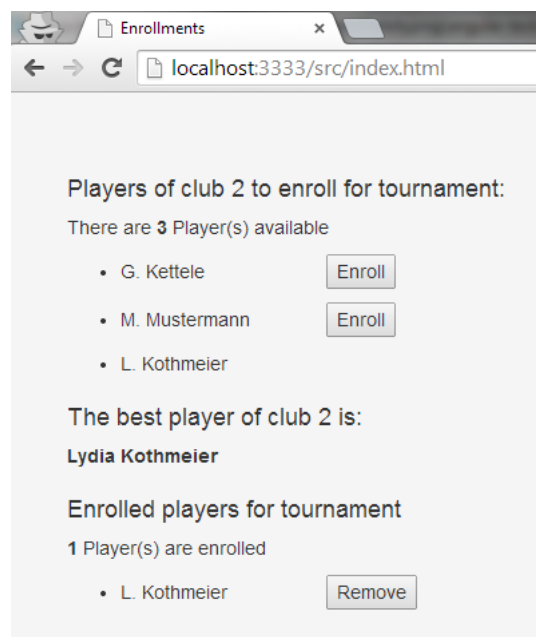 Enrollments
localhost:3333/src/index.html
Players of club 2 to enroll for tournament:
There are 3 Player(s) available
G. Kettele Enroll
M. Mustermann Enroll
L. Kothmeier
The best player of club 2 is:
Lydia Kothmeier
Enrolled players for tournament
1 Player(s) are enrolled
L. Kothmeier Remove